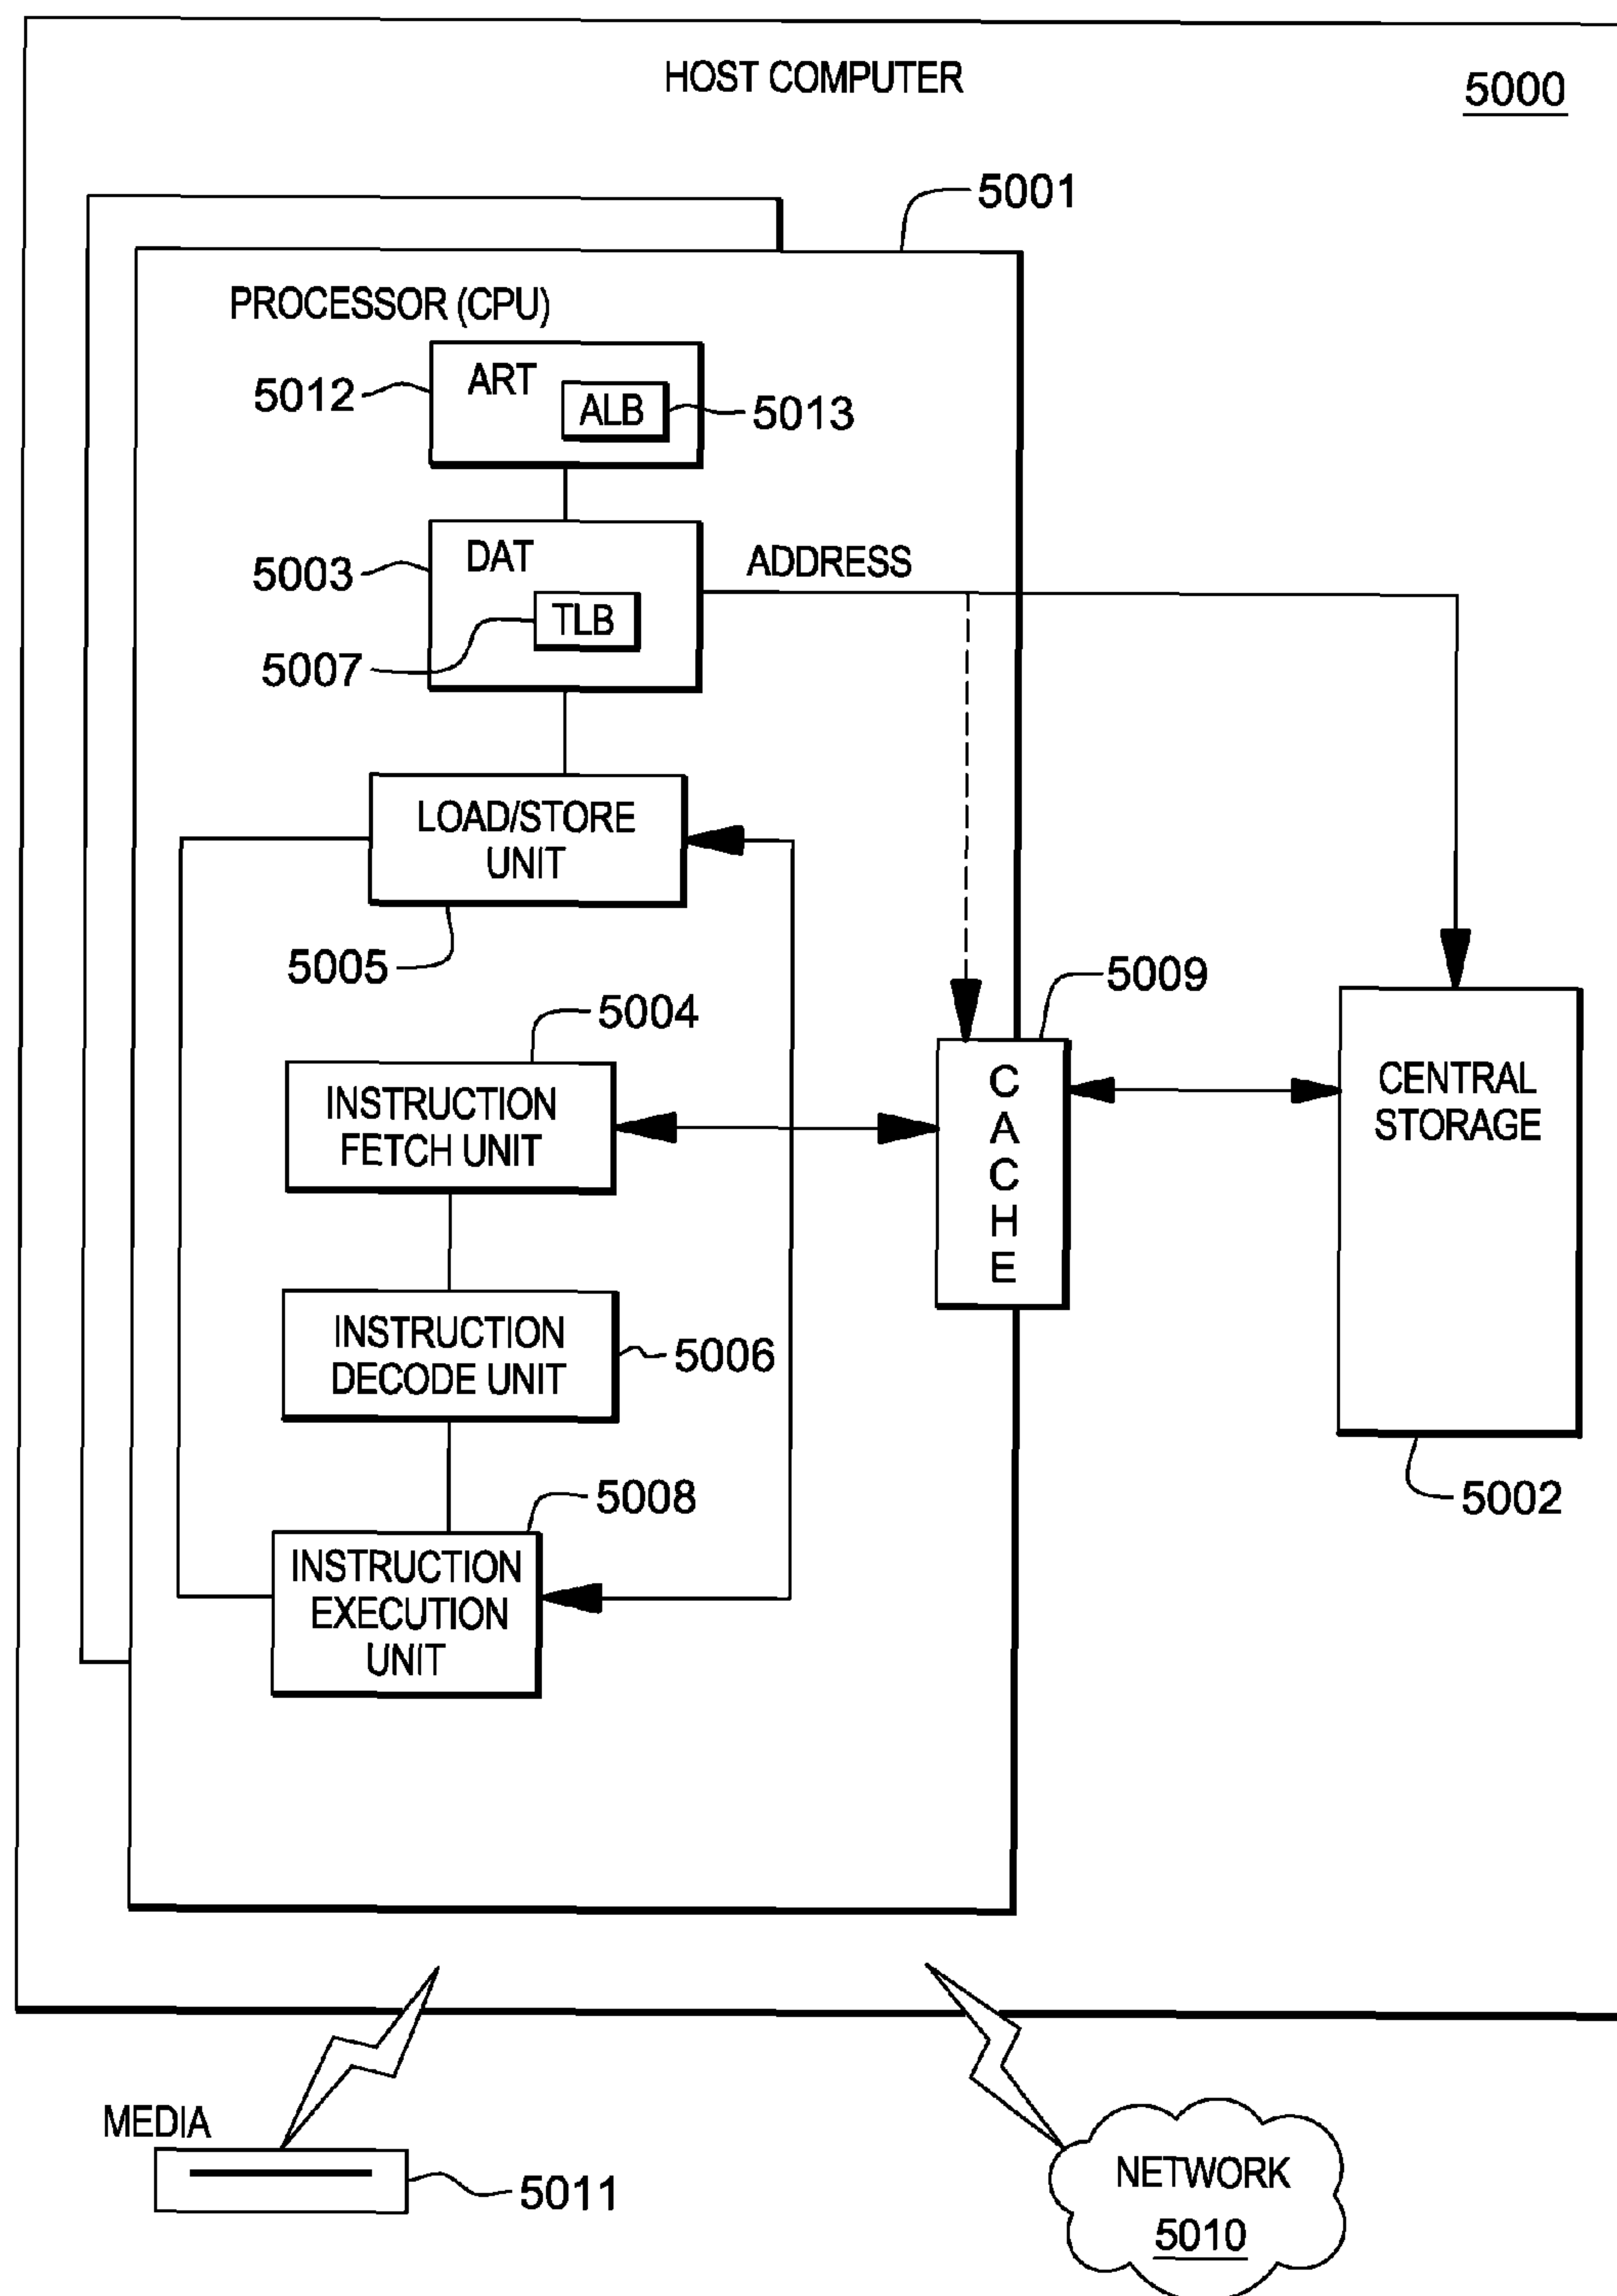 HOST COMPUTER
5000
5001
PROCESSOR (CPU)
5012
ART
ALB
5013
5003
DAT
ADDRESS
TLB
5007
LOAD/STORE
UNIT
5005
5009
5004
INSTRUCTION
FETCH UNIT
C
A
C
H
E
CENTRAL
STORAGE
INSTRUCTION
DECODE UNIT
5006
5008
5002
INSTRUCTION
EXECUTION
UNIT
MEDIA
5011
NETWORK
5010